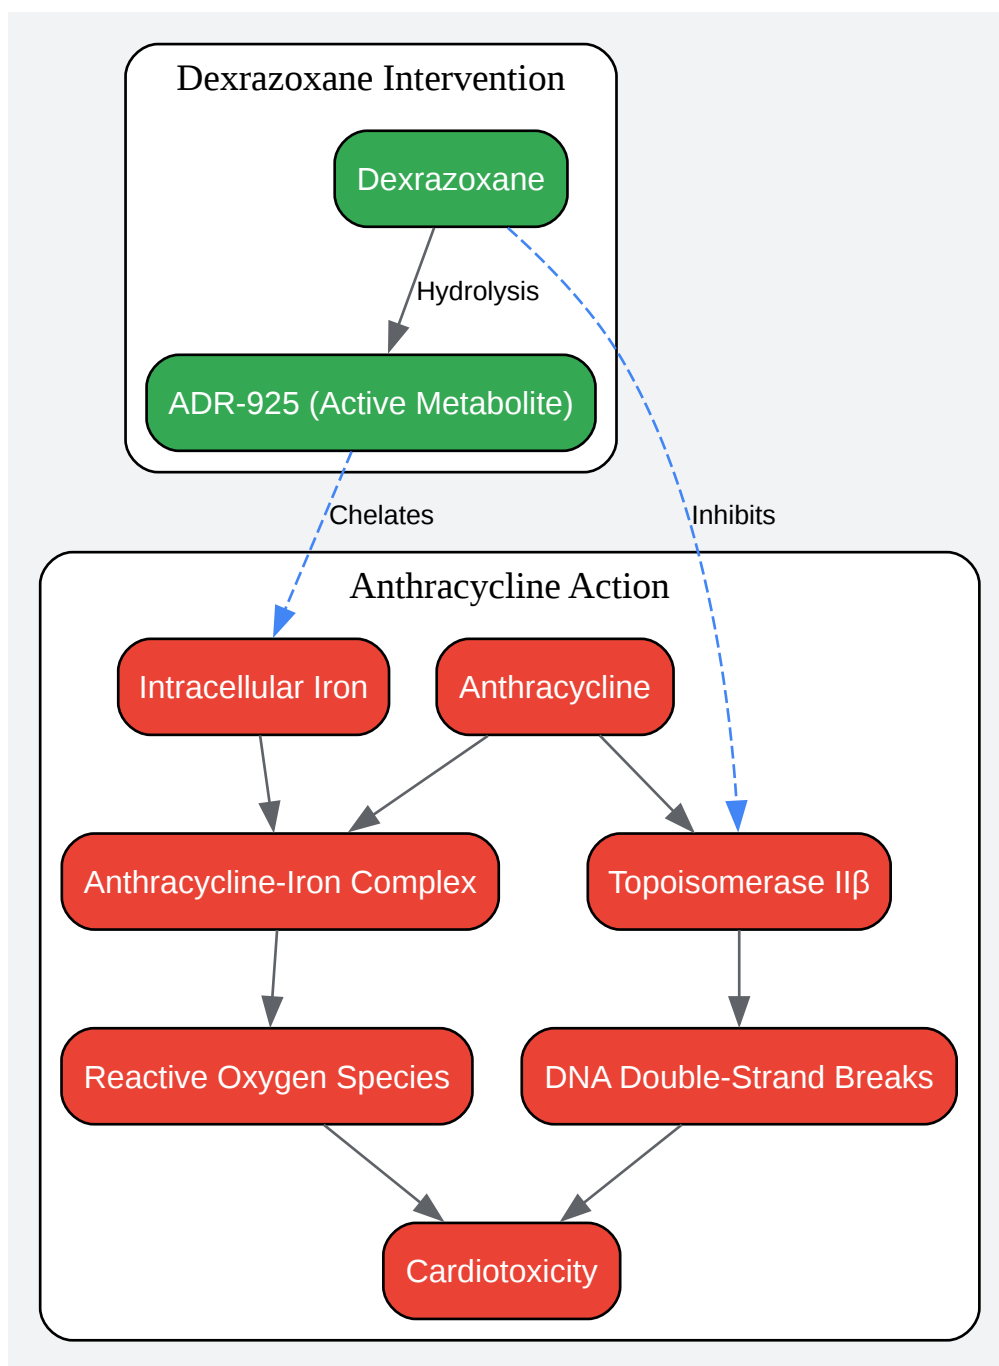 Dexrazoxane Intervention
Dexrazoxane
Hydrolysis
ADR-925 (Active Metabolite)
Chelates
Inhibits
Anthracycline Action
Intracellular Iron
Anthracycline
Anthracycline-Iron Complex
Topoisomerase IIβ
Reactive Oxygen Species
DNA Double-Strand Breaks
Cardiotoxicity